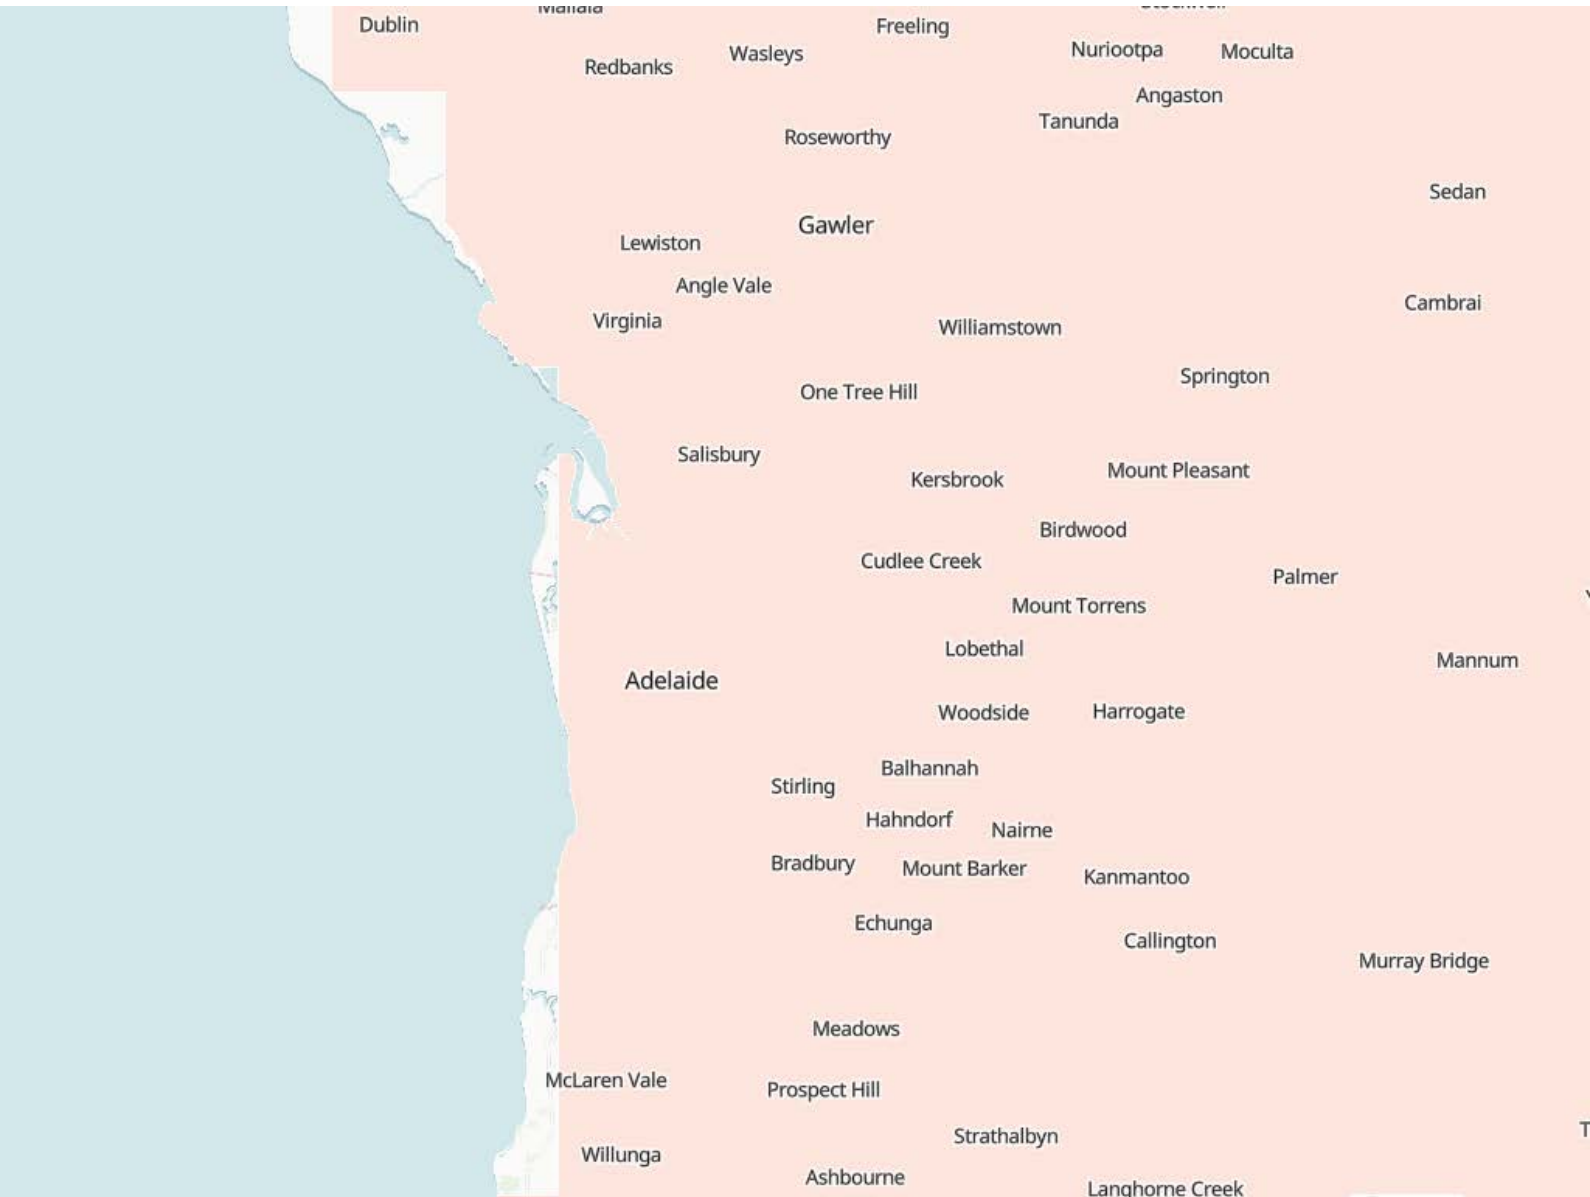 Mallala
Dublin
Freeling
Nuriootpa
Moculta
Wasleys
Redbanks
Angaston
Tanunda
Roseworthy
Sedan
Gawler
Lewiston
Angle Vale
Cambrai
Virginia
Williamstown
Springton
One Tree Hill
Salisbury
Mount Pleasant
Kersbrook
Birdwood
Cudlee Creek
Palmer
Mount Torrens
Lobethal
Mannum
Adelaide
Woodside
Harrogate
Balhannah
Stirling
Hahndorf
Nairne
Bradbury
Mount Barker
Kanmantoo
Echunga
Callington
Murray Bridge
Meadows
McLaren Vale
Prospect Hill
Strathalbyn
Willunga
Ashbourne
Langhorne Creek